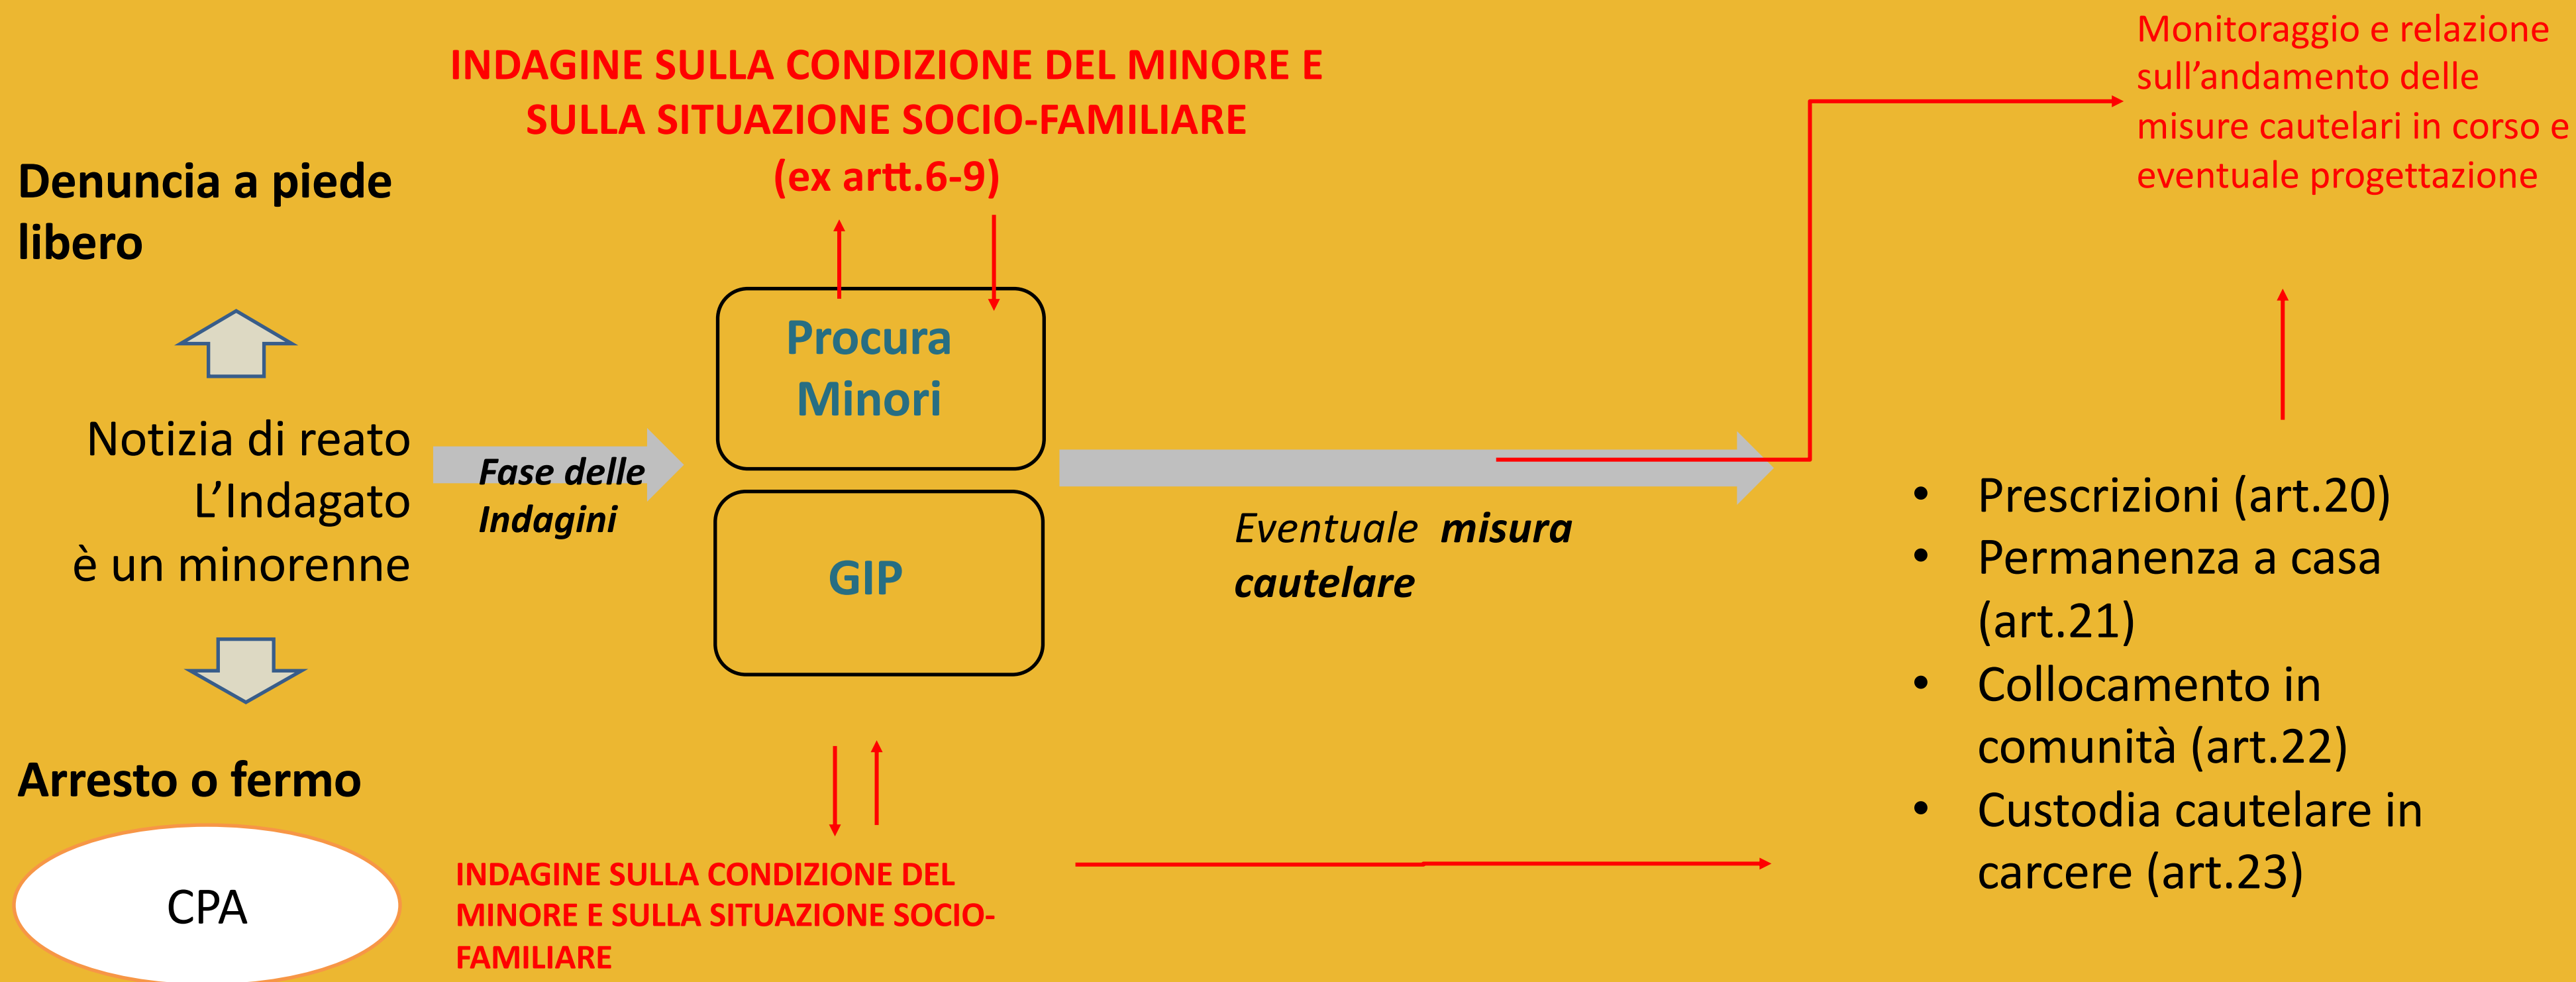 Monitoraggio e relazione
sull’andamento delle
misure cautelari in corso e
eventuale progettazione
INDAGINE SULLA CONDIZIONE DEL MINORE E
SULLA SITUAZIONE SOCIO-FAMILIARE
(ex artt.6-9)
Denuncia a piede
libero
Notizia di reato
L’Indagato
è un minorenne
Arresto o fermo
CPA
Fase delle
Indagini
Procura
Minori
GIP
Eventuale misura
cautelare
INDAGINE SULLA CONDIZIONE DEL
MINORE E SULLA SITUAZIONE SOCIO-
FAMILIARE
• Prescrizioni (art.20)
• Permanenza a casa
(art.21)
• Collocamento in
comunità (art.22)
• Custodia cautelare in
carcere (art.23)